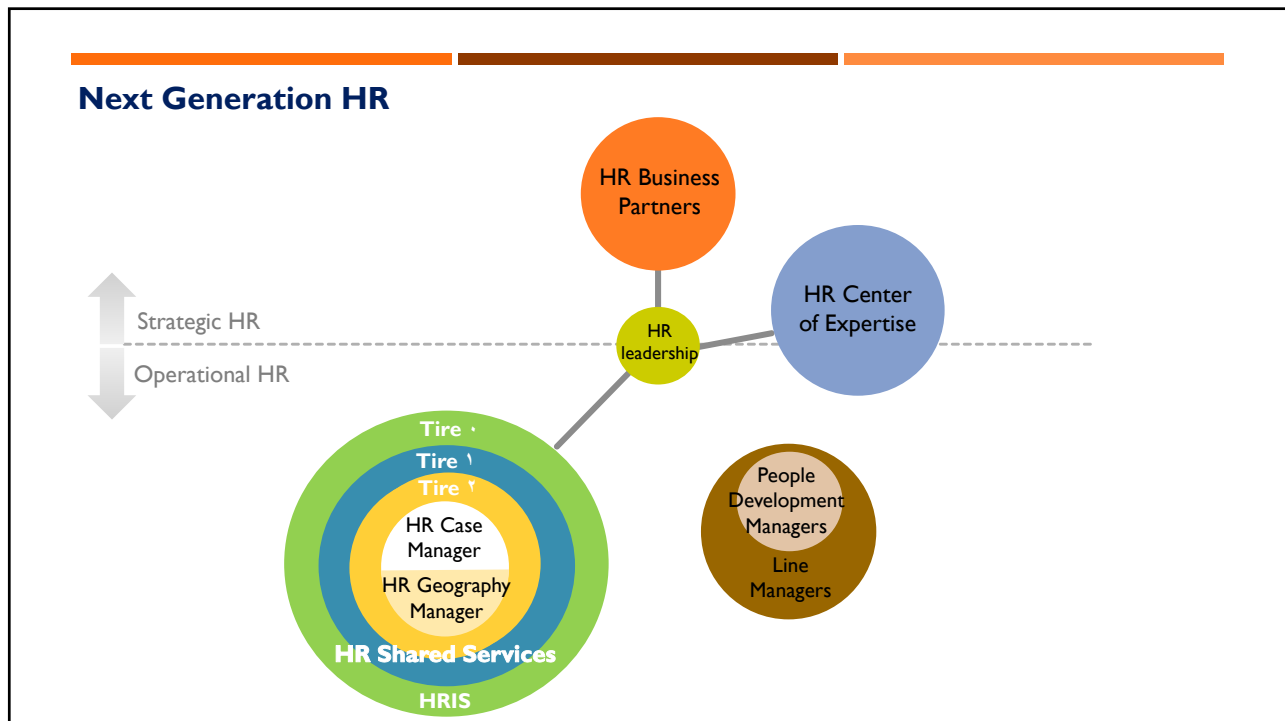 Next Generation HR
HR Business
Partners
HR Center
of Expertise
Strategic HR
HR
leadership
Operational HR
Tire ٠
Tire ١
Tire ٢
HR Case
Manager
HR Geography
Manager
HR Shared Services
HRIS
People
Development
Managers
Line
Managers